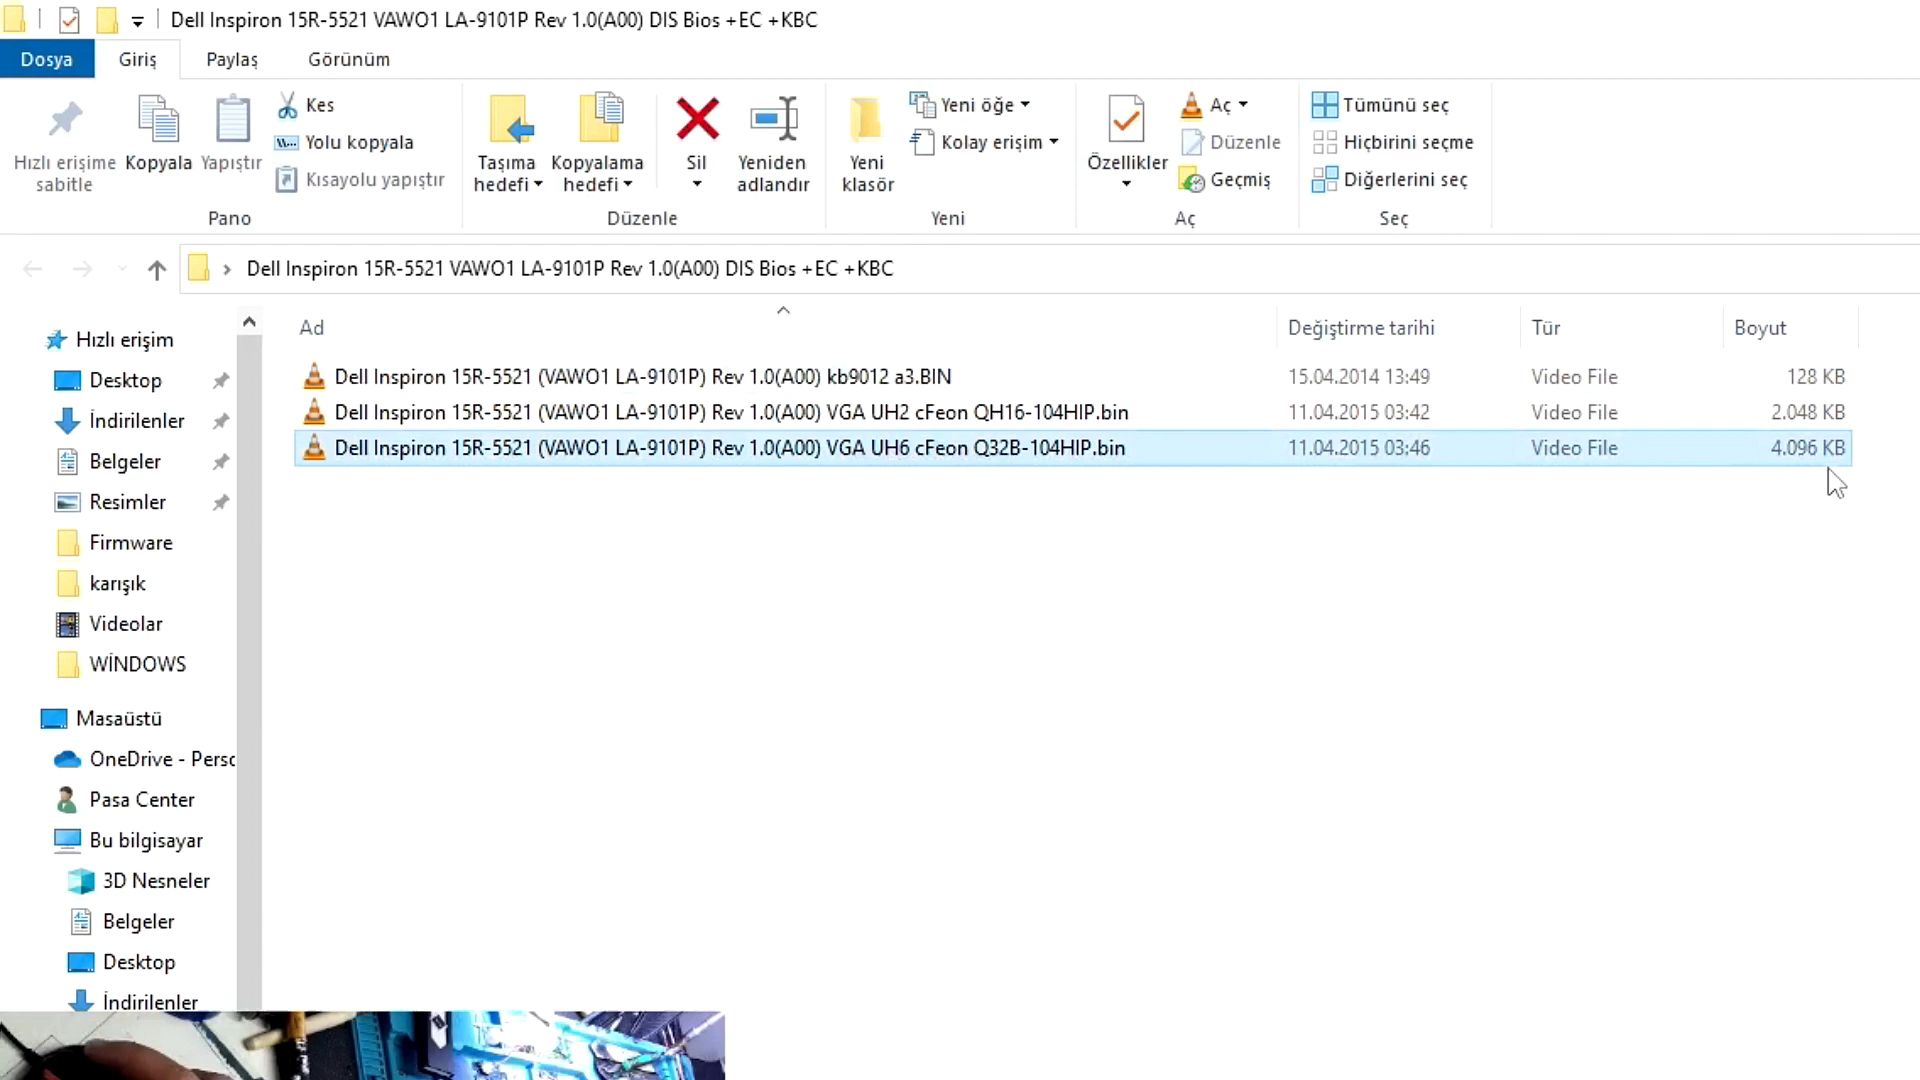 Dell Inspiron 15R-5521 VAWO1 LA-9101P Rev 1.0(A00) DIS Bios +EC +KBC
Dosya Giriş Paylaş Görünüm
Hızlı erişime sabitle
Kopyala
Yapıştır
Kes
Yolu kopyala
Kısayolu yapıştır
Pano
Taşıma hedefi
Kopyalama hedefi
Sil
Yeniden adlandır
Düzenle
Yeni klasör
Yeni öğe
Kolay erişim
Yeni
Özellikler
Aç
Düzenle
Geçmiş
Aç
Tümünü seç
Hiçbirini seçme
Diğerlerini seç
Seç
Dell Inspiron 15R-5521 VAWO1 LA-9101P Rev 1.0(A00) DIS Bios +EC +KBC
Hızlı erişim
Desktop
İndirilenler
Belgeler
Resimler
Firmware
karışık
Videolar
WİNDOWS
Masaüstü
OneDrive - Persc
Pasa Center
Bu bilgisayar
3D Nesneler
Belgeler
Desktop
İndirilenler
Ad Değiştirme tarihi Tür Boyut
Dell Inspiron 15R-5521 (VAWO1 LA-9101P) Rev 1.0(A00) kb9012 a3.BIN 15.04.2014 13:49 Video File 128 KB
Dell Inspiron 15R-5521 (VAWO1 LA-9101P) Rev 1.0(A00) VGA UH2 cFeon QH16-104HIP.bin 11.04.2015 03:42 Video File 2.048 KB
Dell Inspiron 15R-5521 (VAWO1 LA-9101P) Rev 1.0(A00) VGA UH6 cFeon Q32B-104HIP.bin 11.04.2015 03:46 Video File 4.096 KB